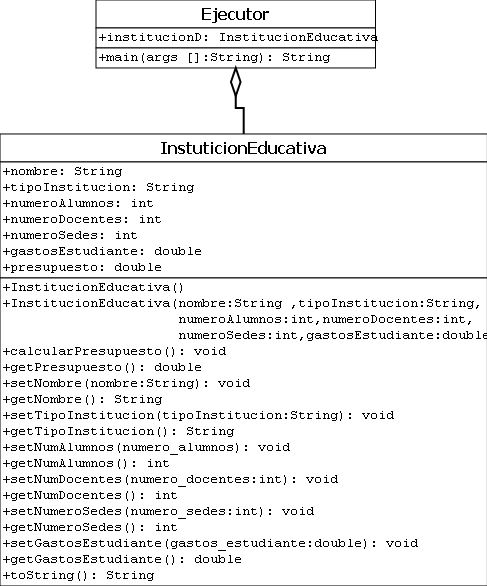 Ejecutor
+institucionD: InstitucionEducativa
+main(args []:String): String
InstuticionEducativa
+nombre: String
+tipoInstitucion: String
+numeroAlumnos: int
+numeroDocentes: int
+numeroSedes: int
+gastosEstudiante: double
+presupuesto: double
+InstitucionEducativa()
+InstitucionEducativa(nombre:String ,tipoInstitucion:String,
numeroAlumnos:int,numeroDocentes:int,
numeroSedes:int,gastosEstudiante:double
+calcularPresupuesto(): void
+getPresupuesto(): double
+setNombre(nombre:String): void
+getNombre(): String
+setTipoInstitucion(tipoInstitucion:String): void
+getTipoInstitucion(): String
+setNumAlumnos(numero_alumnos): void
+getNumAlumnos(): int
+setNumDocentes(numero_docentes:int): void
+getNumDocentes(): int
+setNumeroSedes(numero_sedes:int): void
+getNumeroSedes(): int
+setGastosEstudiante(gastos_estudiante:double): void
+getGastosEstudiante(): double
+toString(): String